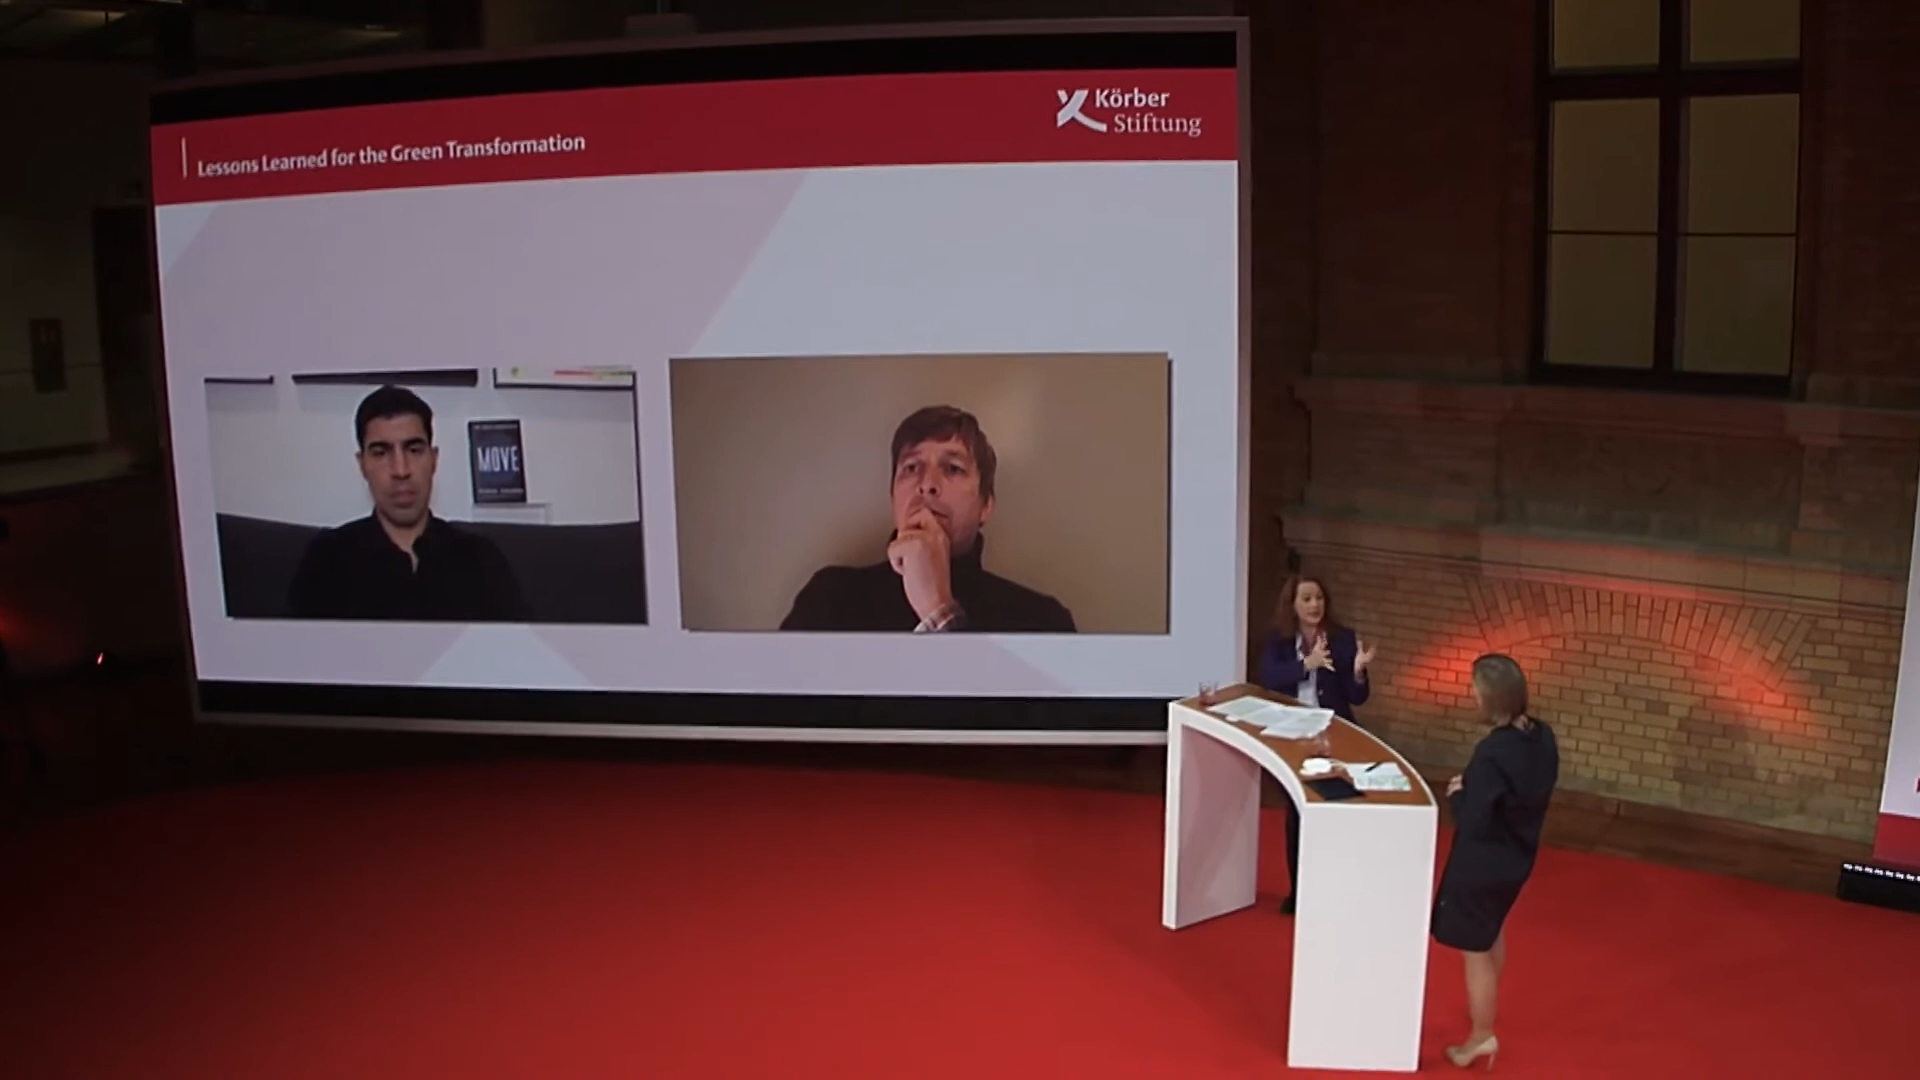 Lessons Learned for the Green Transformation
Körber
Stiftung
MOVE